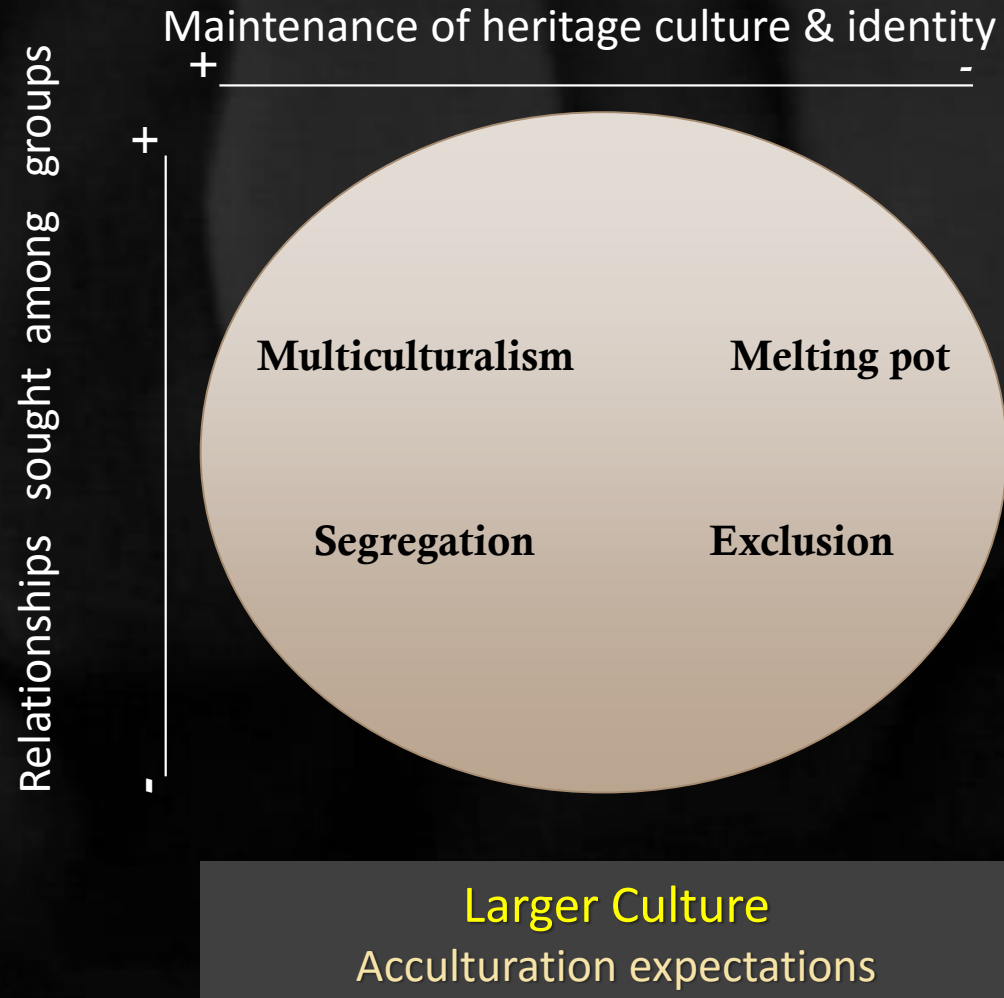 Maintenance of heritage culture & identity
+ -
Relationships sought among groups
+
-
Multiculturalism Melting pot
Segregation Exclusion
Larger Culture
Acculturation expectations